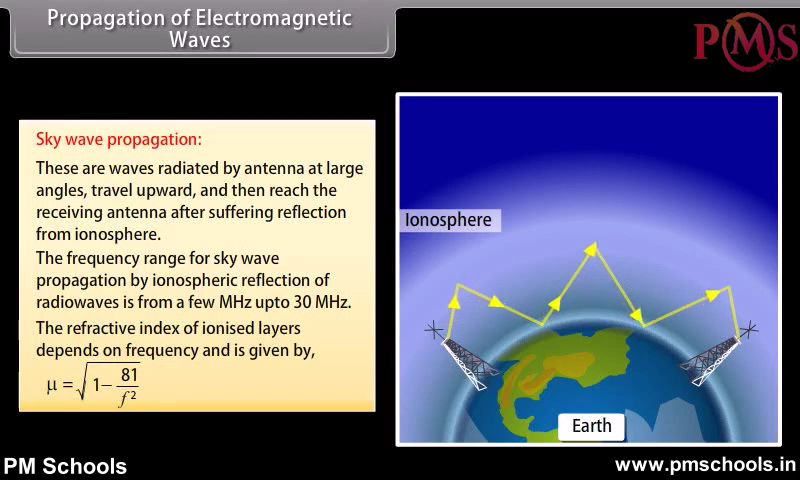 Propagation of Electromagnetic
Waves
PMS
Sky wave propagation:
These are waves radiated by antenna at large
angles, travel upward, and then reach the
receiving antenna after suffering reflection
from ionosphere.
The frequency range for sky wave
propagation by ionospheric reflection of
radiowaves is from a few MHz upto 30 MHz.
The refractive index of ionised layers
depends on frequency and is given by,
μ = √(1 − 81/f²)
Ionosphere
Earth
PM Schools
www.pmschools.in